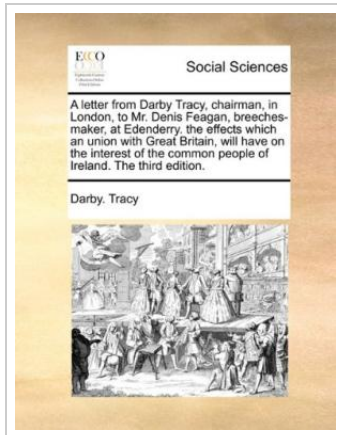 ECCO
Social Sciences
A letter from Darby Tracy, chairman, in
London, to Mr. Denis Feagan, breeches-
maker, at Edenderry. the effects which
an union with Great Britain, will have on
the interest of the common people of
Ireland. The third edition.
Darby. Tracy